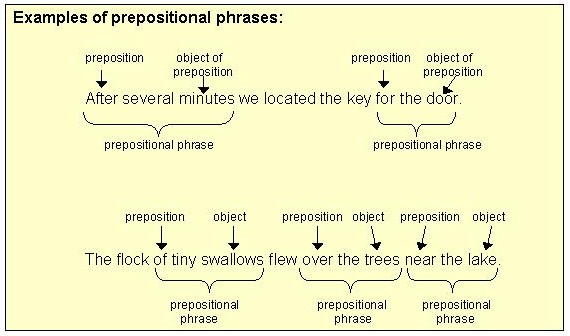 Examples of prepositional phrases:
preposition object of preposition preposition object of preposition
After several minutes we located the key for the door.
prepositional phrase prepositional phrase
preposition object preposition object preposition object
The flock of tiny swallows flew over the trees near the lake.
prepositional prepositional prepositional
phrase phrase phrase